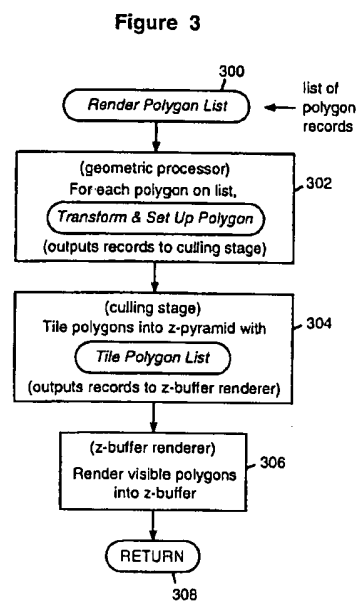 Figure 3
300
Render Polygon List
list of
polygon
records
(geometric processor)
For each polygon on list,
Transform & Set Up Polygon
(outputs records to culling stage)
302
(culling stage)
Tile polygons into z-pyramid with
Tile Polygon List
(outputs records to z-buffer renderer)
304
(z-buffer renderer)
Render visible polygons
into z-buffer
306
RETURN
308